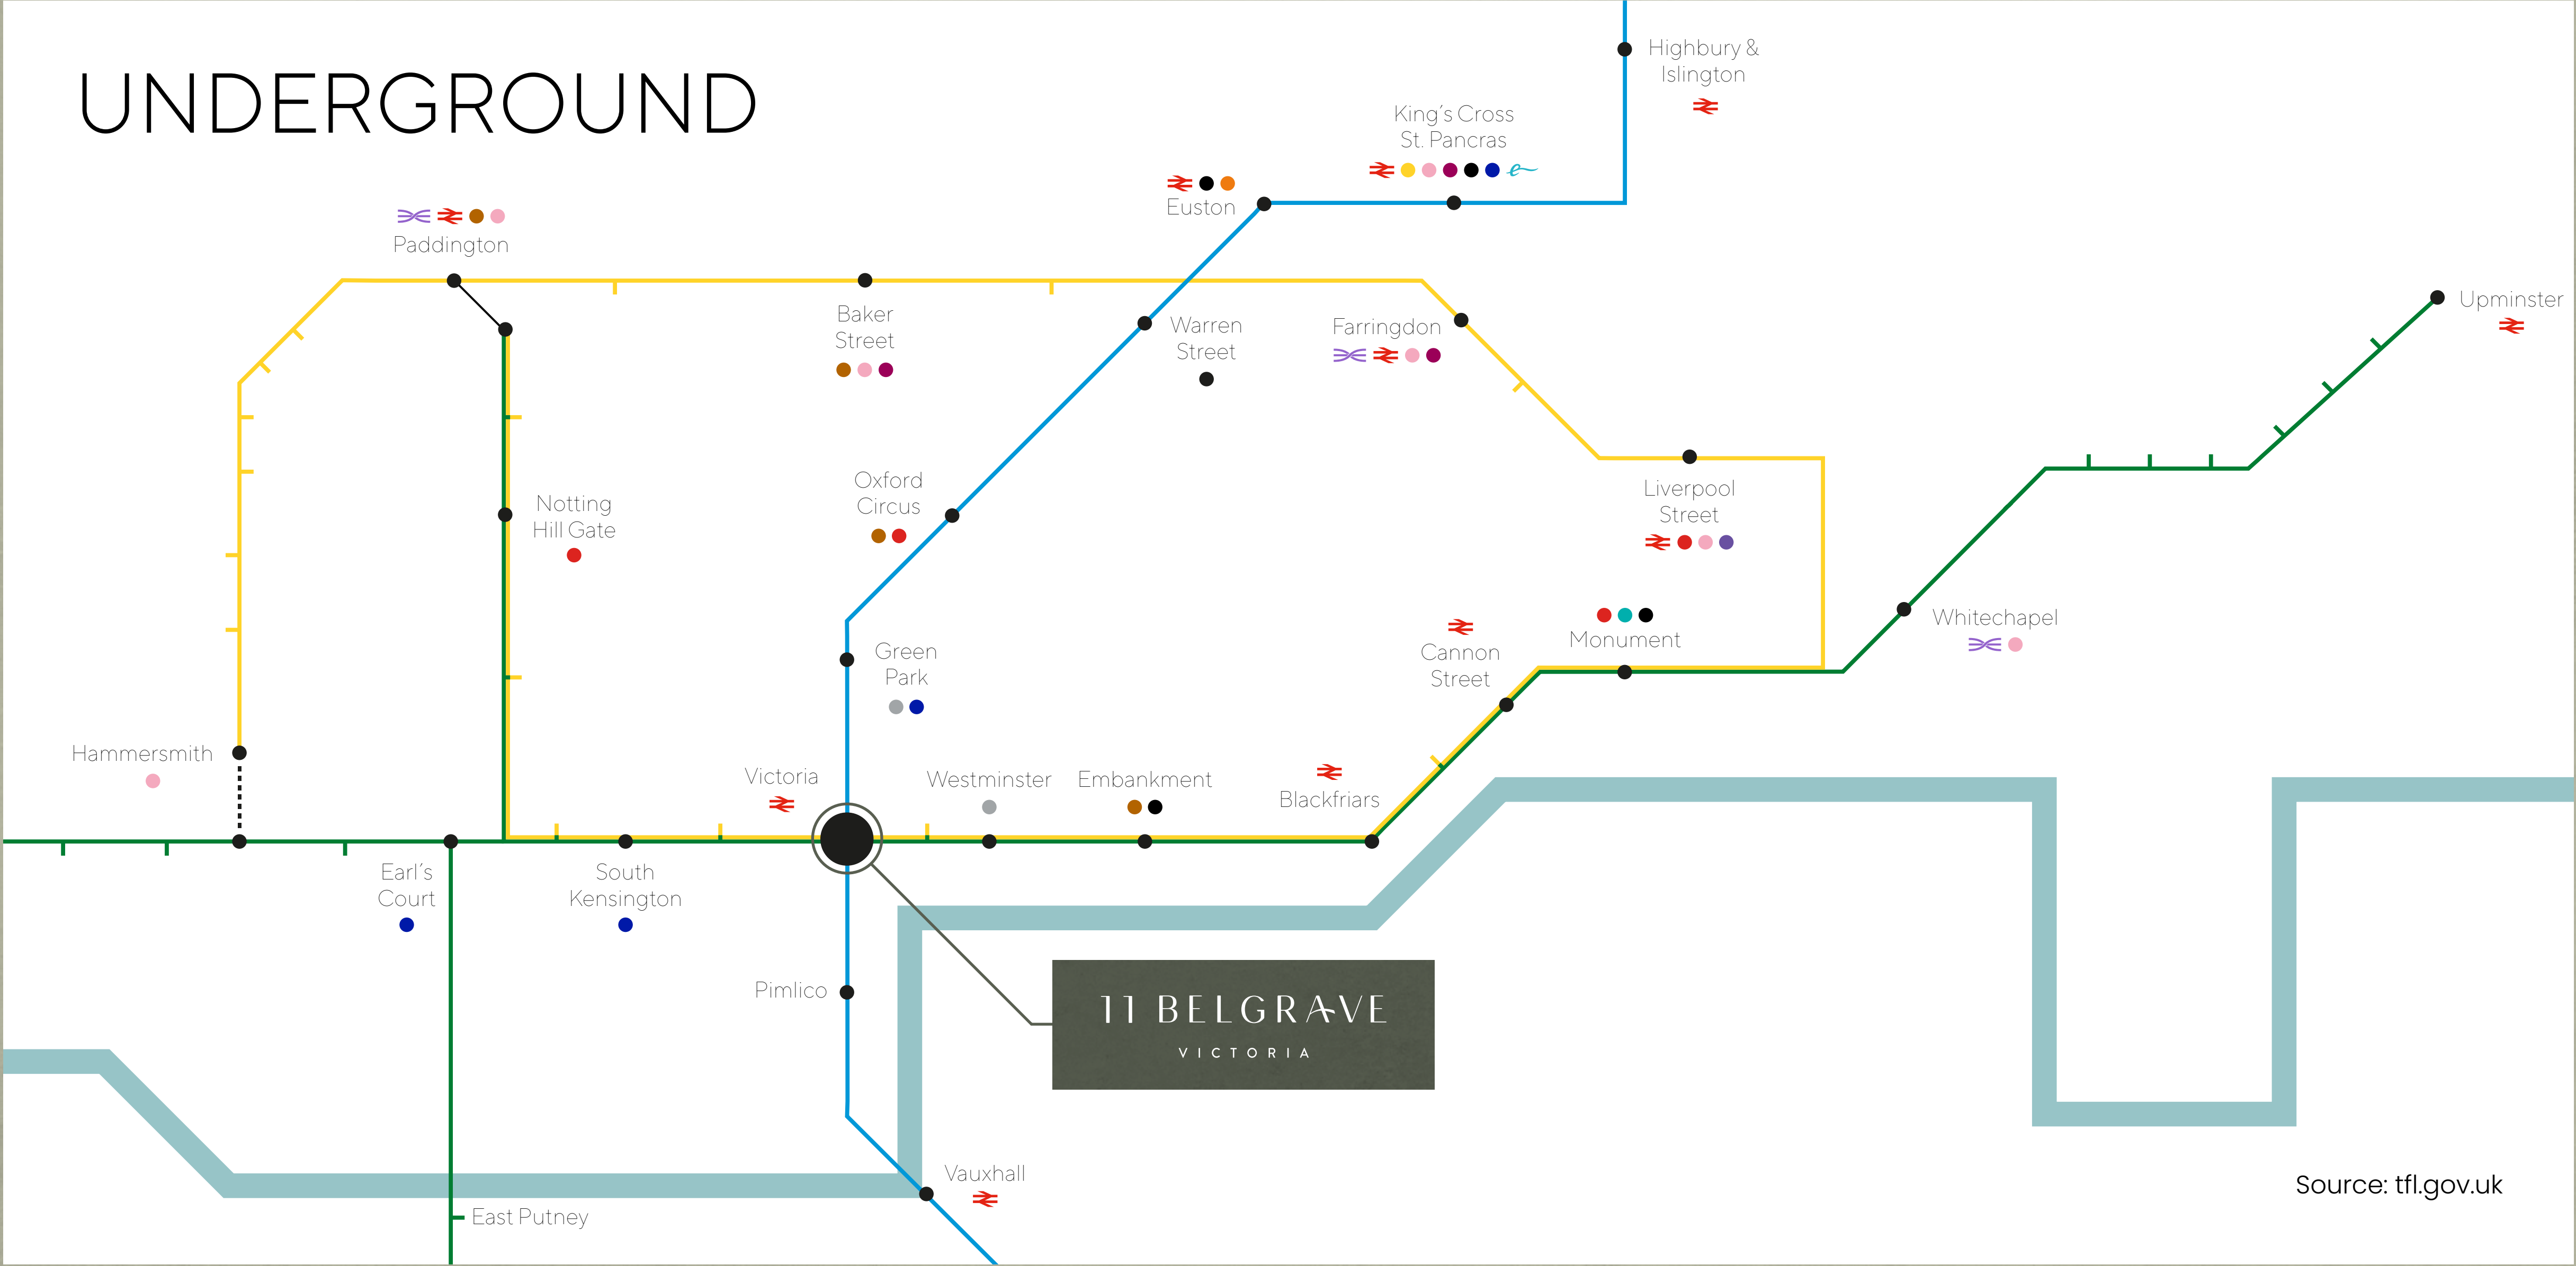 UNDERGROUND
Highbury &
Islington
King's Cross
St. Pancras
Euston
Paddington
Baker
Street
Warren
Street
Farringdon
Upminster
Notting
Hill Gate
Oxford
Circus
Liverpool
Street
Green
Park
Cannon
Street
Monument
Whitechapel
Hammersmith
Victoria
Westminster
Embankment
Blackfriars
Earl's
Court
South
Kensington
Pimlico
11 BELGRAVE
VICTORIA
Vauxhall
East Putney
Source: tfl.gov.uk